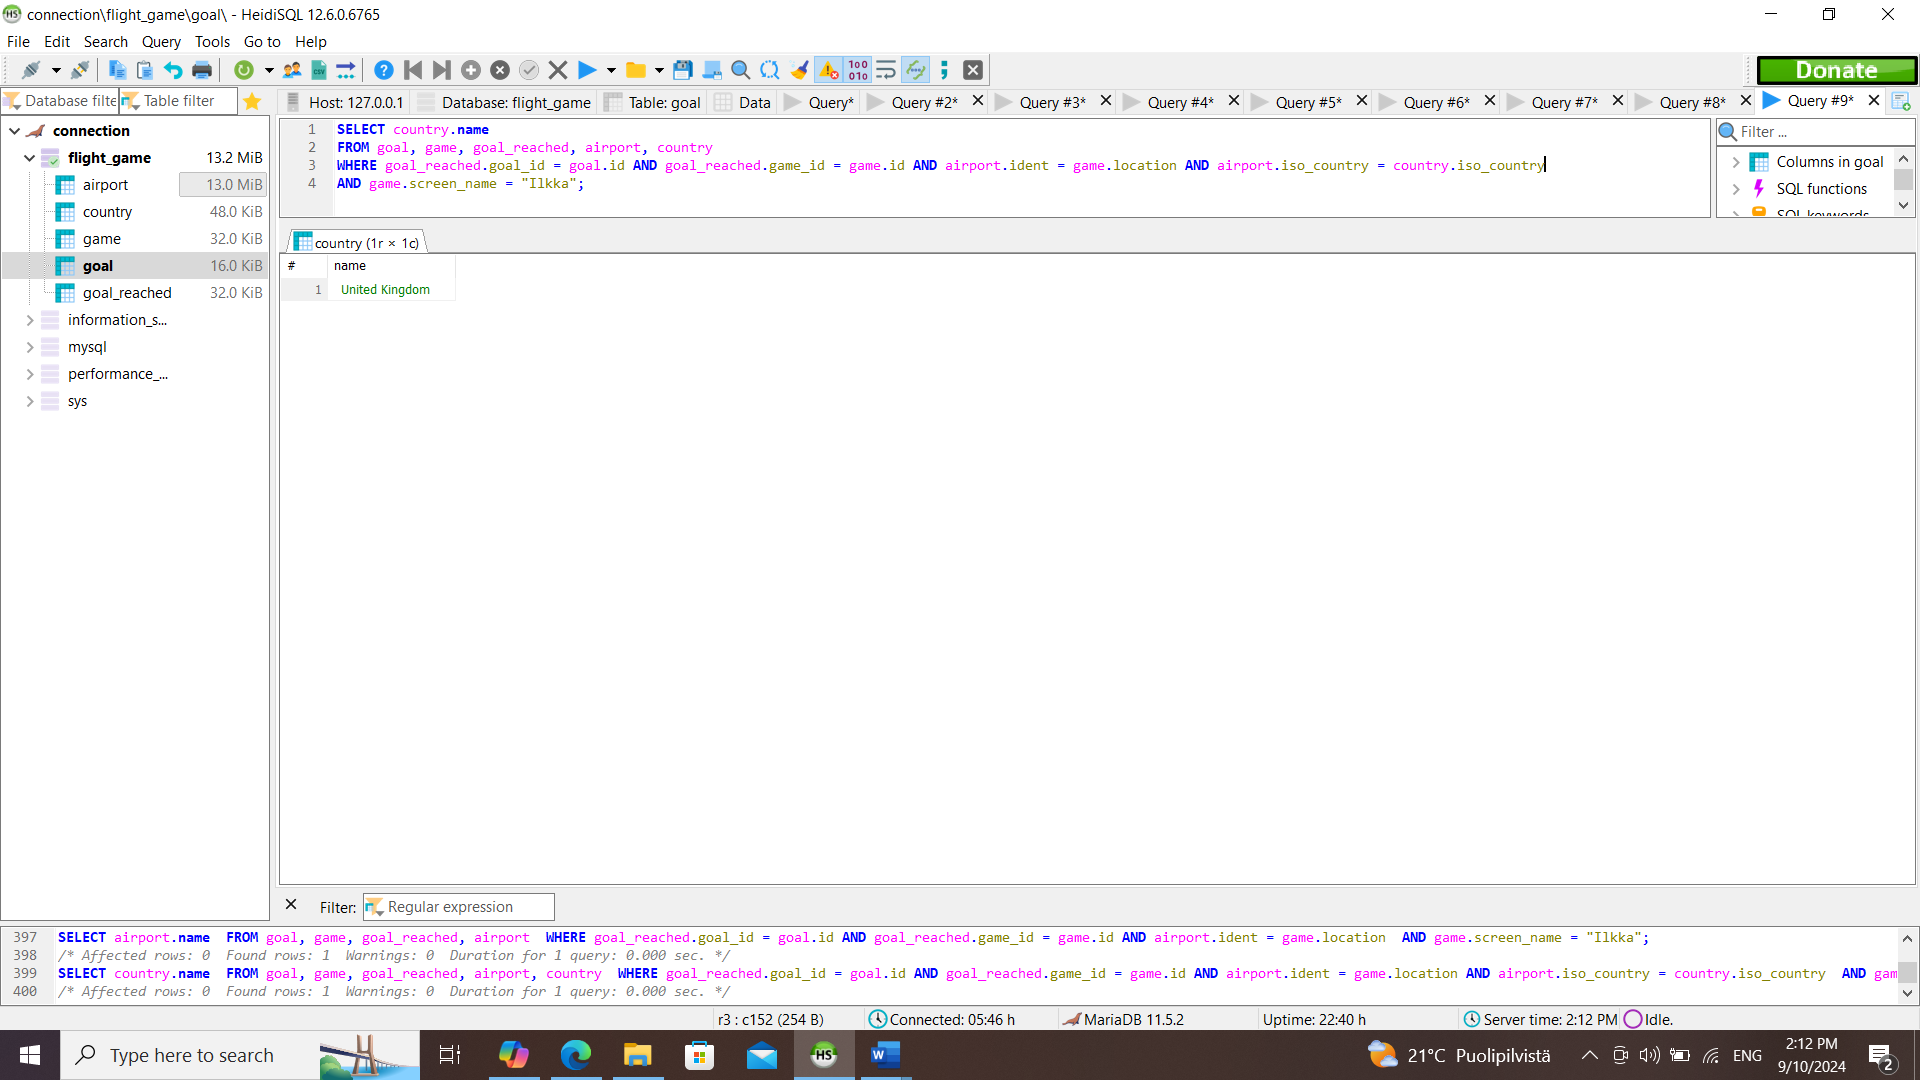 connection\flight_game\goal\ - HeidiSQL 12.6.0.6765
File Edit Search Query Tools Go to Help
Donate
Database filte Table filter
Host: 127.0.0.1 Database: flight_game Table: goal Data Query* Query #2* Query #3* Query #4* Query #5* Query #6* Query #7* Query #8* Query #9*
connection
flight_game 13.2 MiB
airport 13.0 MiB
country 48.0 KiB
game 32.0 KiB
goal 16.0 KiB
goal_reached 32.0 KiB
information_s...
mysql
performance_...
sys
1 SELECT country.name
2 FROM goal, game, goal_reached, airport, country
3 WHERE goal_reached.goal_id = goal.id AND goal_reached.game_id = game.id AND airport.ident = game.location AND airport.iso_country = country.iso_country
4 AND game.screen_name = "Ilkka";
Filter ...
Columns in goal
SQL functions
SQL keywords
country (1r × 1c)
# name
1 United Kingdom
Filter: Regular expression
397 SELECT airport.name FROM goal, game, goal_reached, airport WHERE goal_reached.goal_id = goal.id AND goal_reached.game_id = game.id AND airport.ident = game.location AND game.screen_name = "Ilkka";
398 /* Affected rows: 0 Found rows: 1 Warnings: 0 Duration for 1 query: 0.000 sec. */
399 SELECT country.name FROM goal, game, goal_reached, airport, country WHERE goal_reached.goal_id = goal.id AND goal_reached.game_id = game.id AND airport.ident = game.location AND airport.iso_country = country.iso_country AND gam
400 /* Affected rows: 0 Found rows: 1 Warnings: 0 Duration for 1 query: 0.000 sec. */
r3 : c152 (254 B) Connected: 05:46 h MariaDB 11.5.2 Uptime: 22:40 h Server time: 2:12 PM Idle.
Type here to search
HS
21°C Puolipilvistä
ENG
2:12 PM
9/10/2024
2